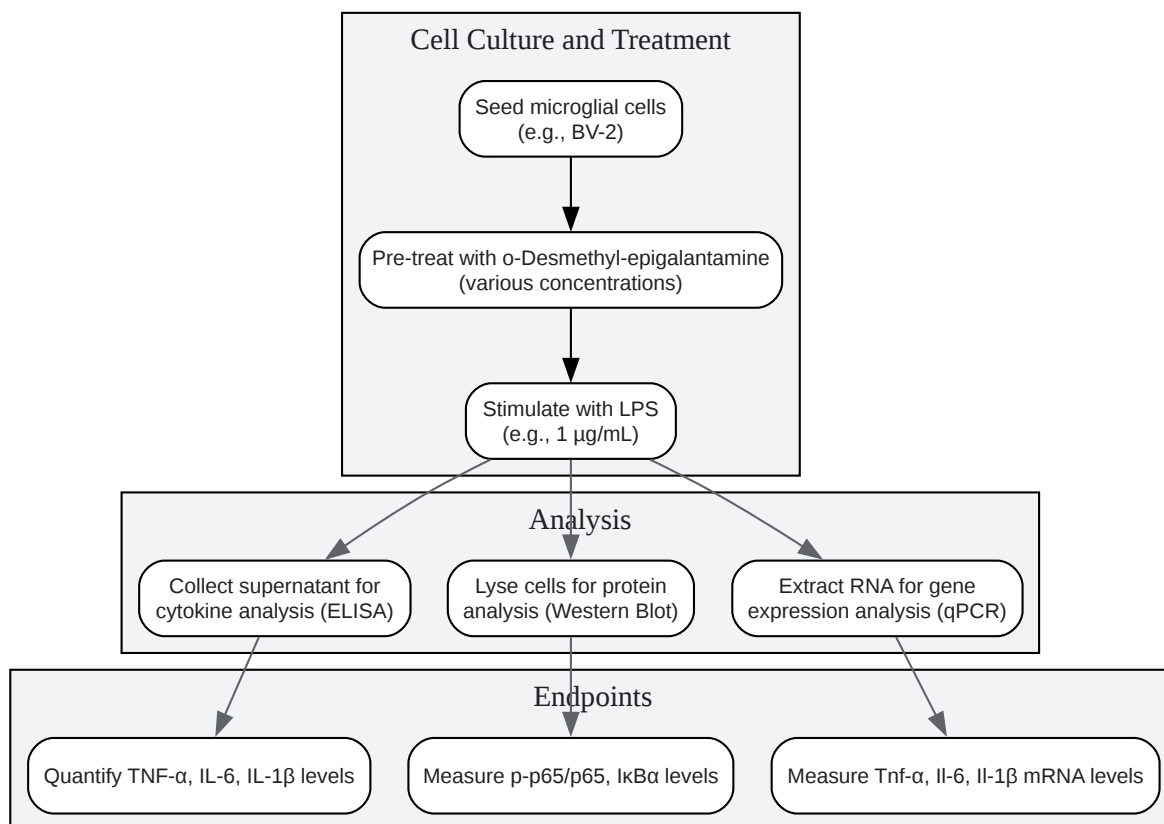 Cell Culture and Treatment
Seed microglial cells
(e.g., BV-2)
Pre-treat with o-Desmethyl-epigalantamine
(various concentrations)
Stimulate with LPS
(e.g., 1 µg/mL)
Analysis
Collect supernatant for
cytokine analysis (ELISA)
Lyse cells for protein
analysis (Western Blot)
Extract RNA for gene
expression analysis (qPCR)
Endpoints
Quantify TNF-α, IL-6, IL-1β levels
Measure p-p65/p65, IκBα levels
Measure Tnf-α, Il-6, Il-1β mRNA levels